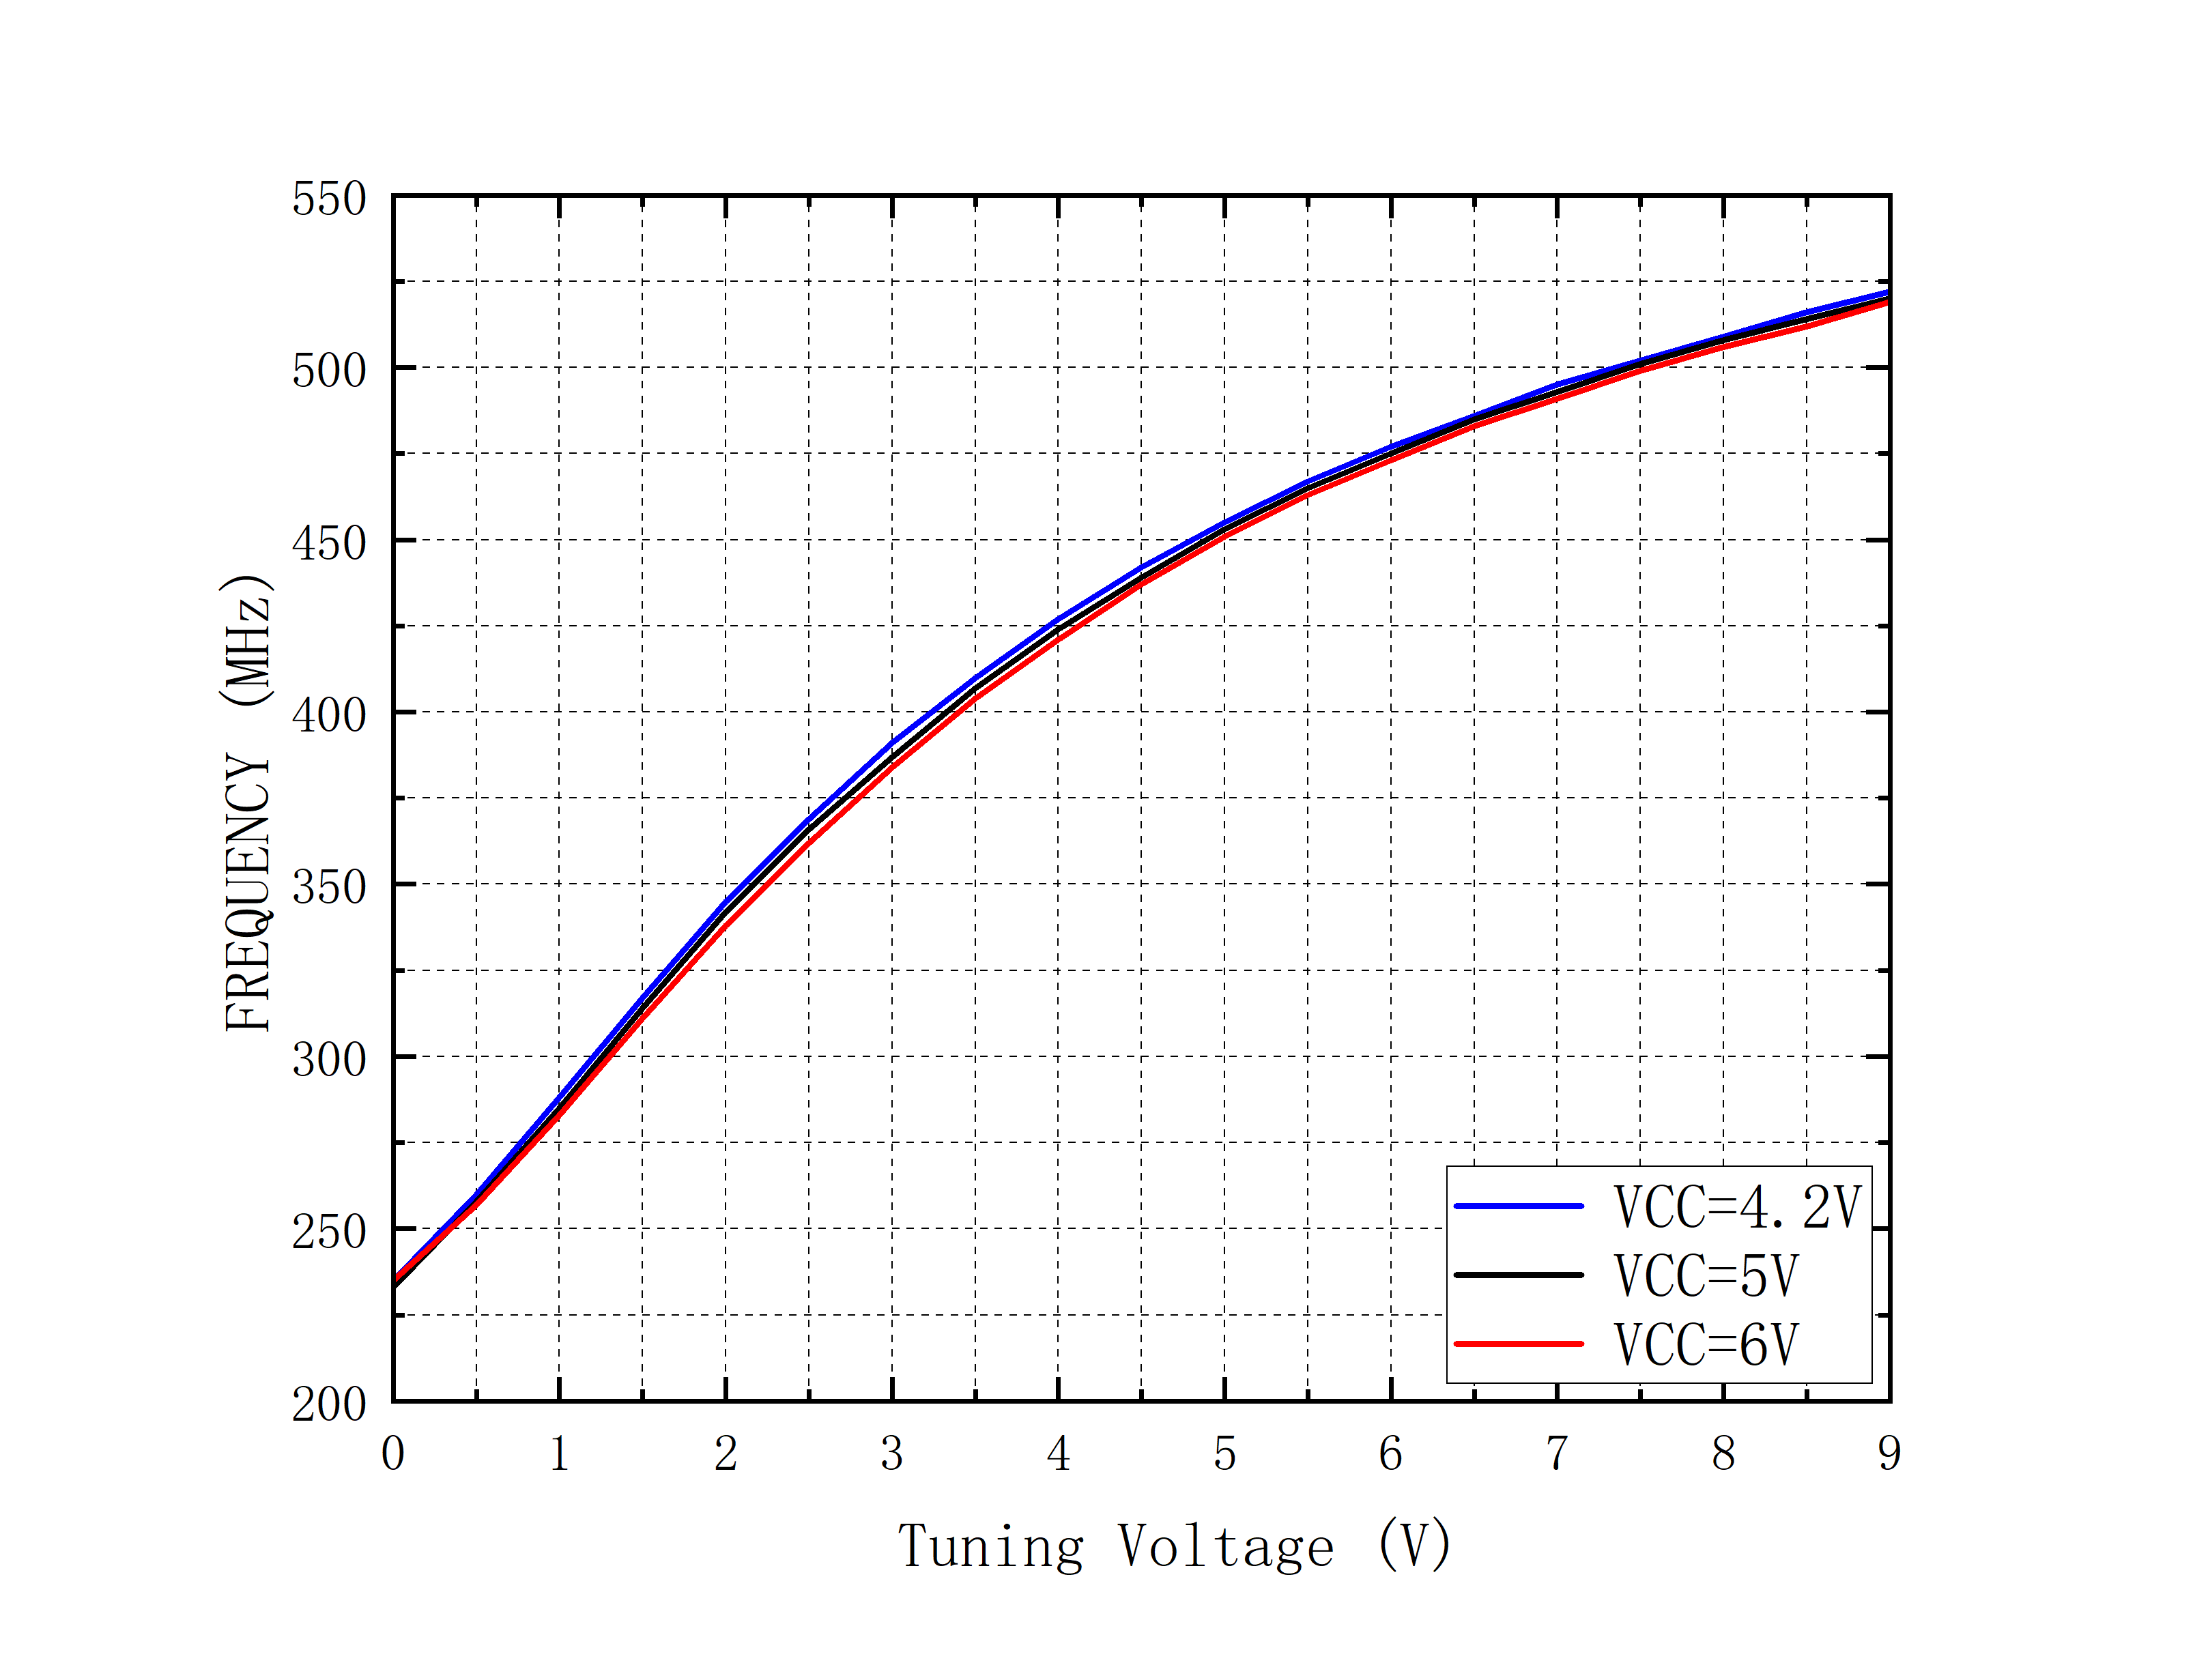 550
500
450
400
350
300
250
200
FREQUENCY (MHz)
VCC=4.2V
VCC=5V
VCC=6V
0 1 2 3 4 5 6 7 8 9
Tuning Voltage (V)